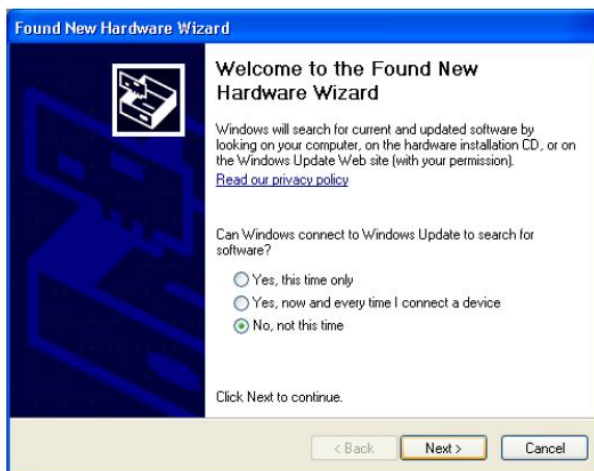 Found New Hardware Wizard
Welcome to the Found New
Hardware Wizard
Windows will search for current and updated software by
looking on your computer, on the hardware installation CD, or on
the Windows Update Web site (with your permission).
Read our privacy policy
Can Windows connect to Windows Update to search for
software?
Yes, this time only
Yes, now and every time I connect a device
No, not this time
Click Next to continue.
< Back Next > Cancel